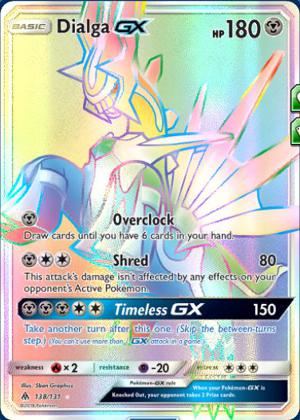 BASIC Dialga GX HP 180
Overclock
Draw cards until you have 6 cards in your hand.
Shred 80
This attack's damage isn't affected by any effects on your
opponent's Active Pokémon.
Timeless GX 150
Take another turn after this one. (Skip the between-turns
step.) (You can't use more than 1 GX attack in a game.)
weakness × 2 resistance -20 retreat
Pokémon-GX rule
When your Pokémon-GX is
Knocked Out, your opponent takes 2 Prize cards.
Illus. 5ban Graphics
138/131